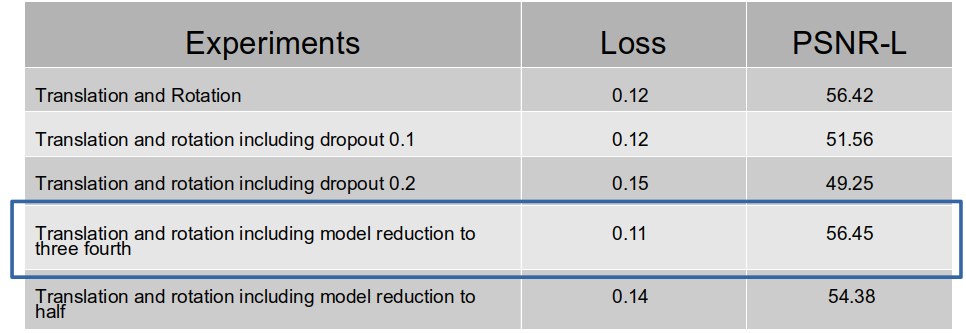 Experiments Loss PSNR-L
Translation and Rotation 0.12 56.42
Translation and rotation including dropout 0.1 0.12 51.56
Translation and rotation including dropout 0.2 0.15 49.25
Translation and rotation including model reduction to
three fourth 0.11 56.45
Translation and rotation including model reduction to
half 0.14 54.38